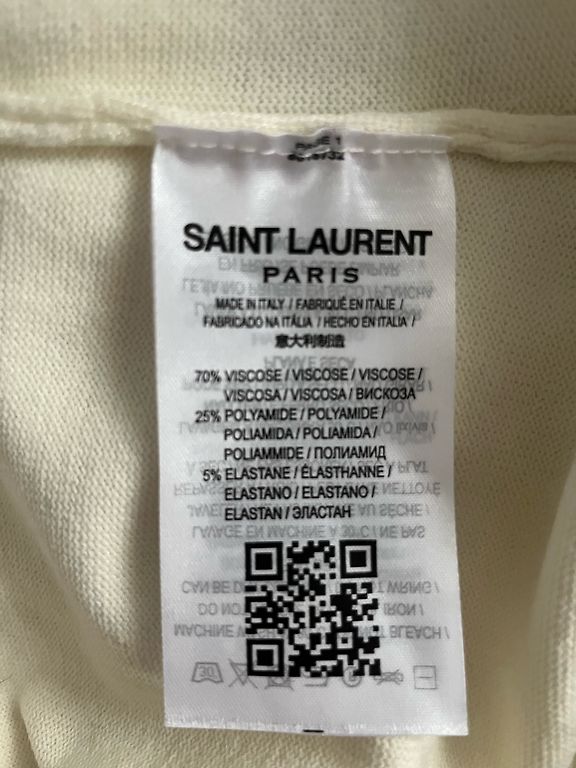 PAGE 1
SAINT LAURENT
PARIS
MADE IN ITALY / FABRIQUÉ EN ITALIE /
FABRICADO NA ITÁLIA / HECHO EN ITALIA /
意大利制造
70% VISCOSE / VISCOSE / VISCOSE /
VISCOSA / VISCOSA / ВИСКОЗА
25% POLYAMIDE / POLYAMIDE /
POLIAMIDA / POLIAMIDA /
POLIAMMIDE / ПОЛИАМИД
5% ELASTANE / ÉLASTHANNE /
ELASTANO / ELASTANO /
ELASTAN / ЭЛАСТАН